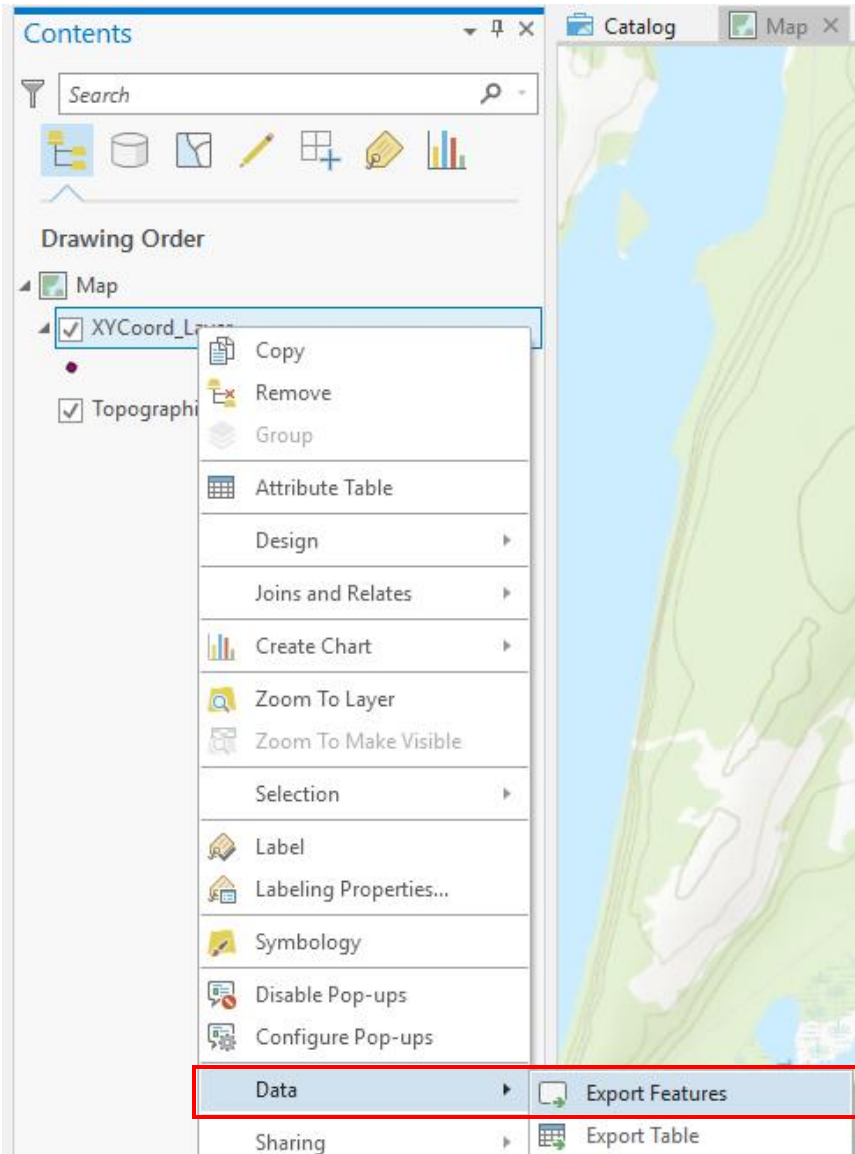 Contents
Catalog
Map
Search
Drawing Order
Map
XYCoord_Layer
Topographi
Copy
Remove
Group
Attribute Table
Design
Joins and Relates
Create Chart
Zoom To Layer
Zoom To Make Visible
Selection
Label
Labeling Properties...
Symbology
Disable Pop-ups
Configure Pop-ups
Data
Export Features
Sharing
Export Table